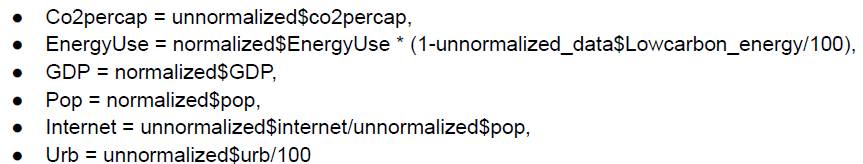 ● Co2percap = unnormalized$co2percap,
● EnergyUse = normalized$EnergyUse * (1-unnormalized_data$Lowcarbon_energy/100),
● GDP = normalized$GDP,
● Pop = normalized$pop,
● Internet = unnormalized$internet/unnormalized$pop,
● Urb = unnormalized$urb/100